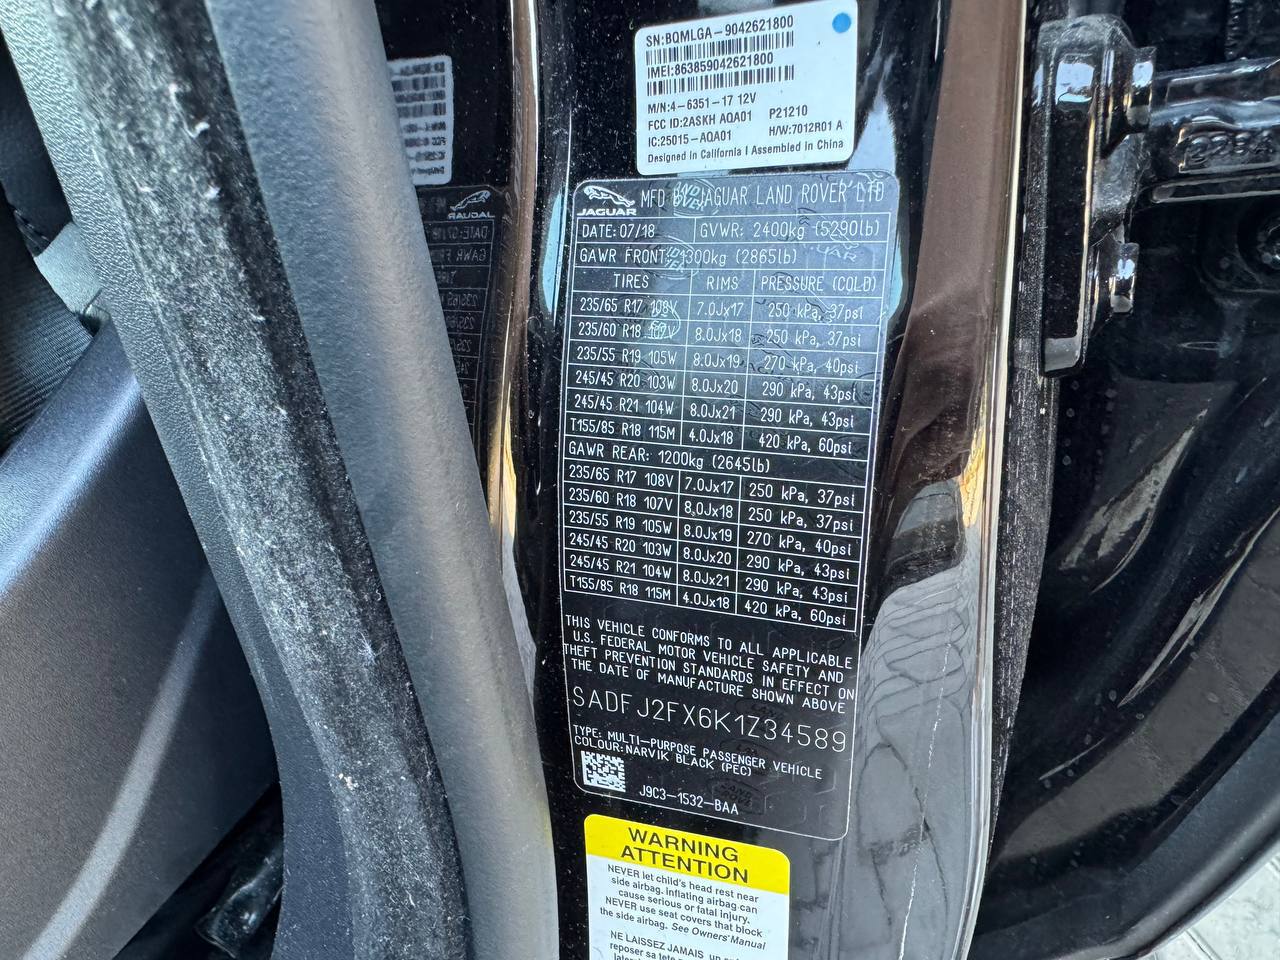 SN:BQMLGA-9042621800
IMEI:863859042621800
M/N:4-6351-17 12V
FCC ID:2ASKH AQA01 P21210
IC:25015-AQA01 H/W:7012R01 A
Designed in California I Assembled in China
JAGUAR MFD BY JAGUAR LAND ROVER LTD
DATE: 07/18 GVWR: 2400kg (5290lb)
GAWR FRONT: 1300kg (2865lb)
TIRES RIMS PRESSURE (COLD)
235/65 R17 108V 7.0Jx17 250 kPa, 37psi
235/60 R18 107V 8.0Jx18 250 kPa, 37psi
235/55 R19 105W 8.0Jx19 270 kPa, 40psi
245/45 R20 103W 8.0Jx20 290 kPa, 43psi
245/45 R21 104W 8.0Jx21 290 kPa, 43psi
T155/85 R18 115M 4.0Jx18 420 kPa, 60psi
GAWR REAR: 1200kg (2645lb)
235/65 R17 108V 7.0Jx17 250 kPa, 37psi
235/60 R18 107V 8.0Jx18 250 kPa, 37psi
235/55 R19 105W 8.0Jx19 270 kPa, 40psi
245/45 R20 103W 8.0Jx20 290 kPa, 43psi
245/45 R21 104W 8.0Jx21 290 kPa, 43psi
T155/85 R18 115M 4.0Jx18 420 kPa, 60psi
THIS VEHICLE CONFORMS TO ALL APPLICABLE
U.S. FEDERAL MOTOR VEHICLE SAFETY AND
THEFT PREVENTION STANDARDS IN EFFECT ON
THE DATE OF MANUFACTURE SHOWN ABOVE
SADFJ2FX6K1Z34589
TYPE: MULTI-PURPOSE PASSENGER VEHICLE
COLOUR:NARVIK BLACK (PEC)
J9C3-1532-BAA
WARNING
ATTENTION
NEVER let child's head rest near
side airbag. Inflating airbag can
cause serious or fatal injury.
NEVER use seat covers that block
the side airbag. See Owners' Manual
NE LAISSEZ JAMAIS un
reposer sa tete